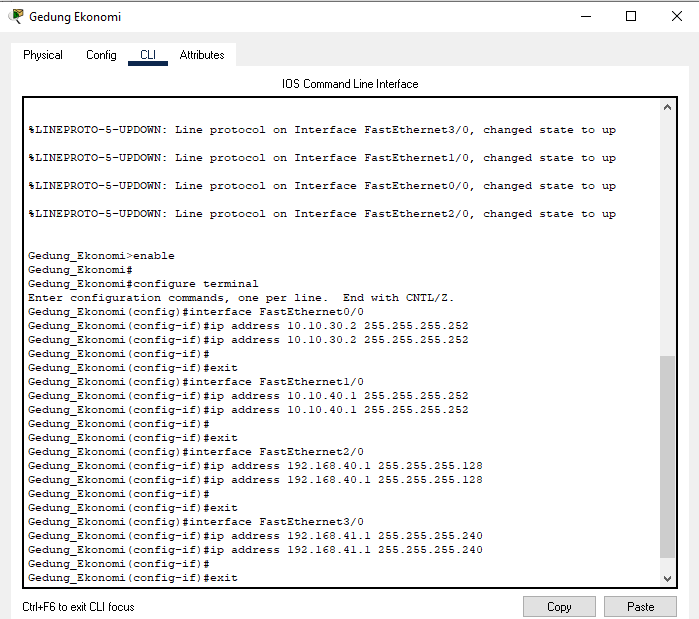 Gedung Ekonomi
Physical Config CLI Attributes
IOS Command Line Interface
%LINEPROTO-5-UPDOWN: Line protocol on Interface FastEthernet3/0, changed state to up
%LINEPROTO-5-UPDOWN: Line protocol on Interface FastEthernet1/0, changed state to up
%LINEPROTO-5-UPDOWN: Line protocol on Interface FastEthernet0/0, changed state to up
%LINEPROTO-5-UPDOWN: Line protocol on Interface FastEthernet2/0, changed state to up
Gedung_Ekonomi>enable
Gedung_Ekonomi#
Gedung_Ekonomi#configure terminal
Enter configuration commands, one per line.  End with CNTL/Z.
Gedung_Ekonomi(config)#interface FastEthernet0/0
Gedung_Ekonomi(config-if)#ip address 10.10.30.2 255.255.255.252
Gedung_Ekonomi(config-if)#ip address 10.10.30.2 255.255.255.252
Gedung_Ekonomi(config-if)#
Gedung_Ekonomi(config-if)#exit
Gedung_Ekonomi(config)#interface FastEthernet1/0
Gedung_Ekonomi(config-if)#ip address 10.10.40.1 255.255.255.252
Gedung_Ekonomi(config-if)#ip address 10.10.40.1 255.255.255.252
Gedung_Ekonomi(config-if)#
Gedung_Ekonomi(config-if)#exit
Gedung_Ekonomi(config)#interface FastEthernet2/0
Gedung_Ekonomi(config-if)#ip address 192.168.40.1 255.255.255.128
Gedung_Ekonomi(config-if)#ip address 192.168.40.1 255.255.255.128
Gedung_Ekonomi(config-if)#
Gedung_Ekonomi(config-if)#exit
Gedung_Ekonomi(config)#interface FastEthernet3/0
Gedung_Ekonomi(config-if)#ip address 192.168.41.1 255.255.255.240
Gedung_Ekonomi(config-if)#ip address 192.168.41.1 255.255.255.240
Gedung_Ekonomi(config-if)#
Gedung_Ekonomi(config-if)#exit
Ctrl+F6 to exit CLI focus
Copy Paste